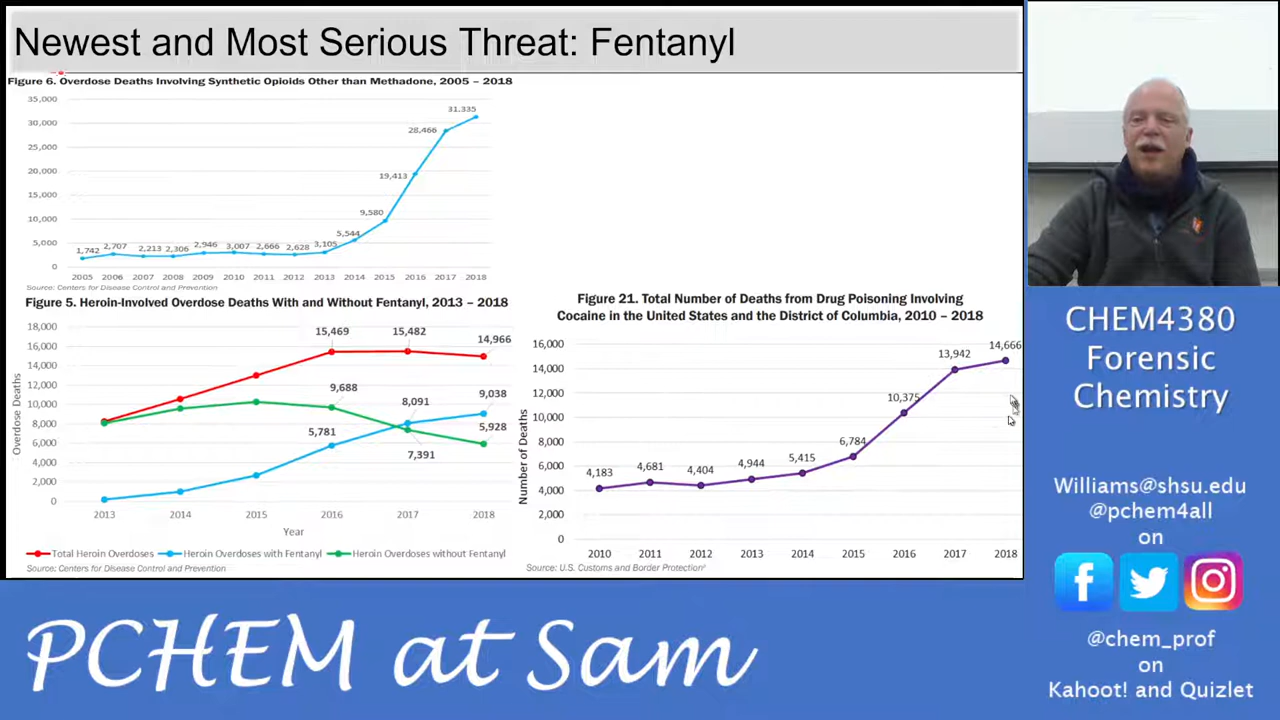 Newest and Most Serious Threat: Fentanyl
Figure 6. Overdose Deaths Involving Synthetic Opioids Other than Methadone, 2005 – 2018
35,000
30,000
25,000
20,000
15,000
10,000
5,000
0
1,742
2,707
2,213
2,306
2,946
3,007
2,666
2,628
3,105
5,544
9,580
19,413
28,466
31,335
2005 2006 2007 2008 2009 2010 2011 2012 2013 2014 2015 2016 2017 2018
Source: Centers for Disease Control and Prevention
Figure 5. Heroin-Involved Overdose Deaths With and Without Fentanyl, 2013 – 2018
Overdose Deaths
18,000
16,000
14,000
12,000
10,000
8,000
6,000
4,000
2,000
0
15,469
15,482
14,966
9,688
8,091
9,038
5,781
7,391
5,928
2013 2014 2015 2016 2017 2018
Year
Total Heroin Overdoses Heroin Overdoses with Fentanyl Heroin Overdoses without Fentanyl
Source: Centers for Disease Control and Prevention
Figure 21. Total Number of Deaths from Drug Poisoning Involving
Cocaine in the United States and the District of Columbia, 2010 – 2018
Number of Deaths
16,000
14,000
12,000
10,000
8,000
6,000
4,000
2,000
0
4,183
4,681
4,404
4,944
5,415
6,784
10,375
13,942
14,666
2010 2011 2012 2013 2014 2015 2016 2017 2018
Source: U.S. Customs and Border Protection²
CHEM4380
Forensic
Chemistry
Williams@shsu.edu
@pchem4all
on
@chem_prof
on
Kahoot! and Quizlet
PCHEM at Sam